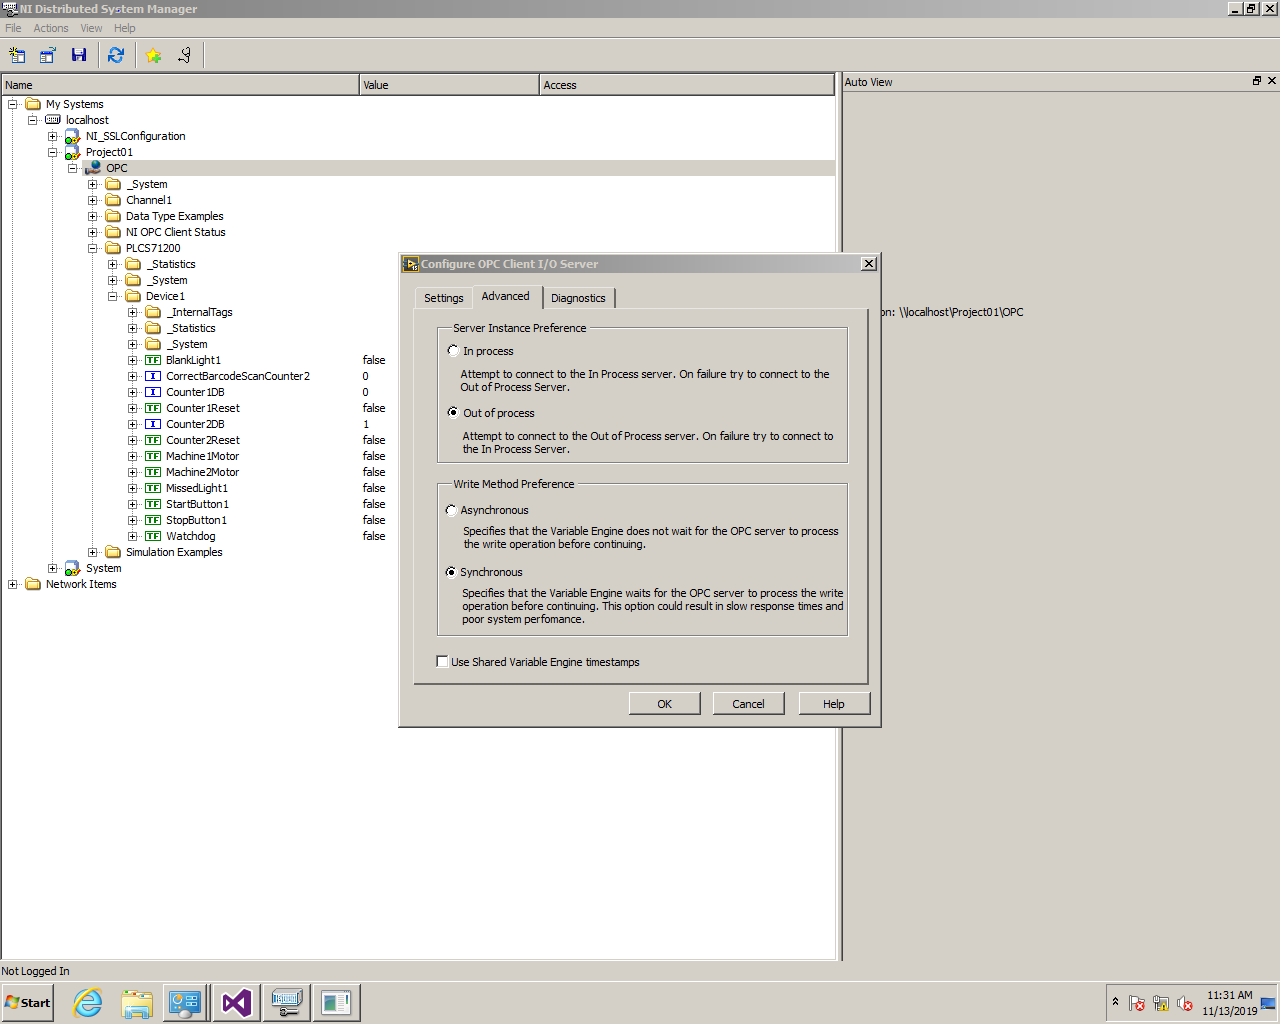 NI Distributed System Manager
File Actions View Help
Name Value Access
Auto View
My Systems
localhost
NI_SSLConfiguration
Project01
OPC
_System
Channel1
Data Type Examples
NI OPC Client Status
PLCS71200
_Statistics
_System
Device1
_InternalTags
_Statistics
_System
BlankLight1 false
CorrectBarcodeScanCounter2 0
Counter1DB 0
Counter1Reset false
Counter2DB 1
Counter2Reset false
Machine1Motor false
Machine2Motor false
MissedLight1 false
StartButton1 false
StopButton1 false
Watchdog false
Simulation Examples
System
Network Items
on: \\localhost\Project01\OPC
Configure OPC Client I/O Server
Settings Advanced Diagnostics
Server Instance Preference
In process
Attempt to connect to the In Process server. On failure try to connect to the
Out of Process Server.
Out of process
Attempt to connect to the Out of Process server. On failure try to connect to
the In Process Server.
Write Method Preference
Asynchronous
Specifies that the Variable Engine does not wait for the OPC server to process
the write operation before continuing.
Synchronous
Specifies that the Variable Engine waits for the OPC server to process the write
operation before continuing. This option could result in slow response times and
poor system perfomance.
Use Shared Variable Engine timestamps
OK Cancel Help
Not Logged In
Start
11:31 AM
11/13/2019